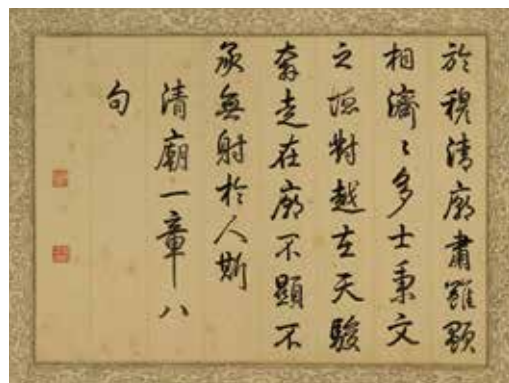 於穆清廟肅雝顯
相濟〻多士秉文
之德對越在天駿
奔走在廟不顯不
承無射於人斯
清廟一章八
句